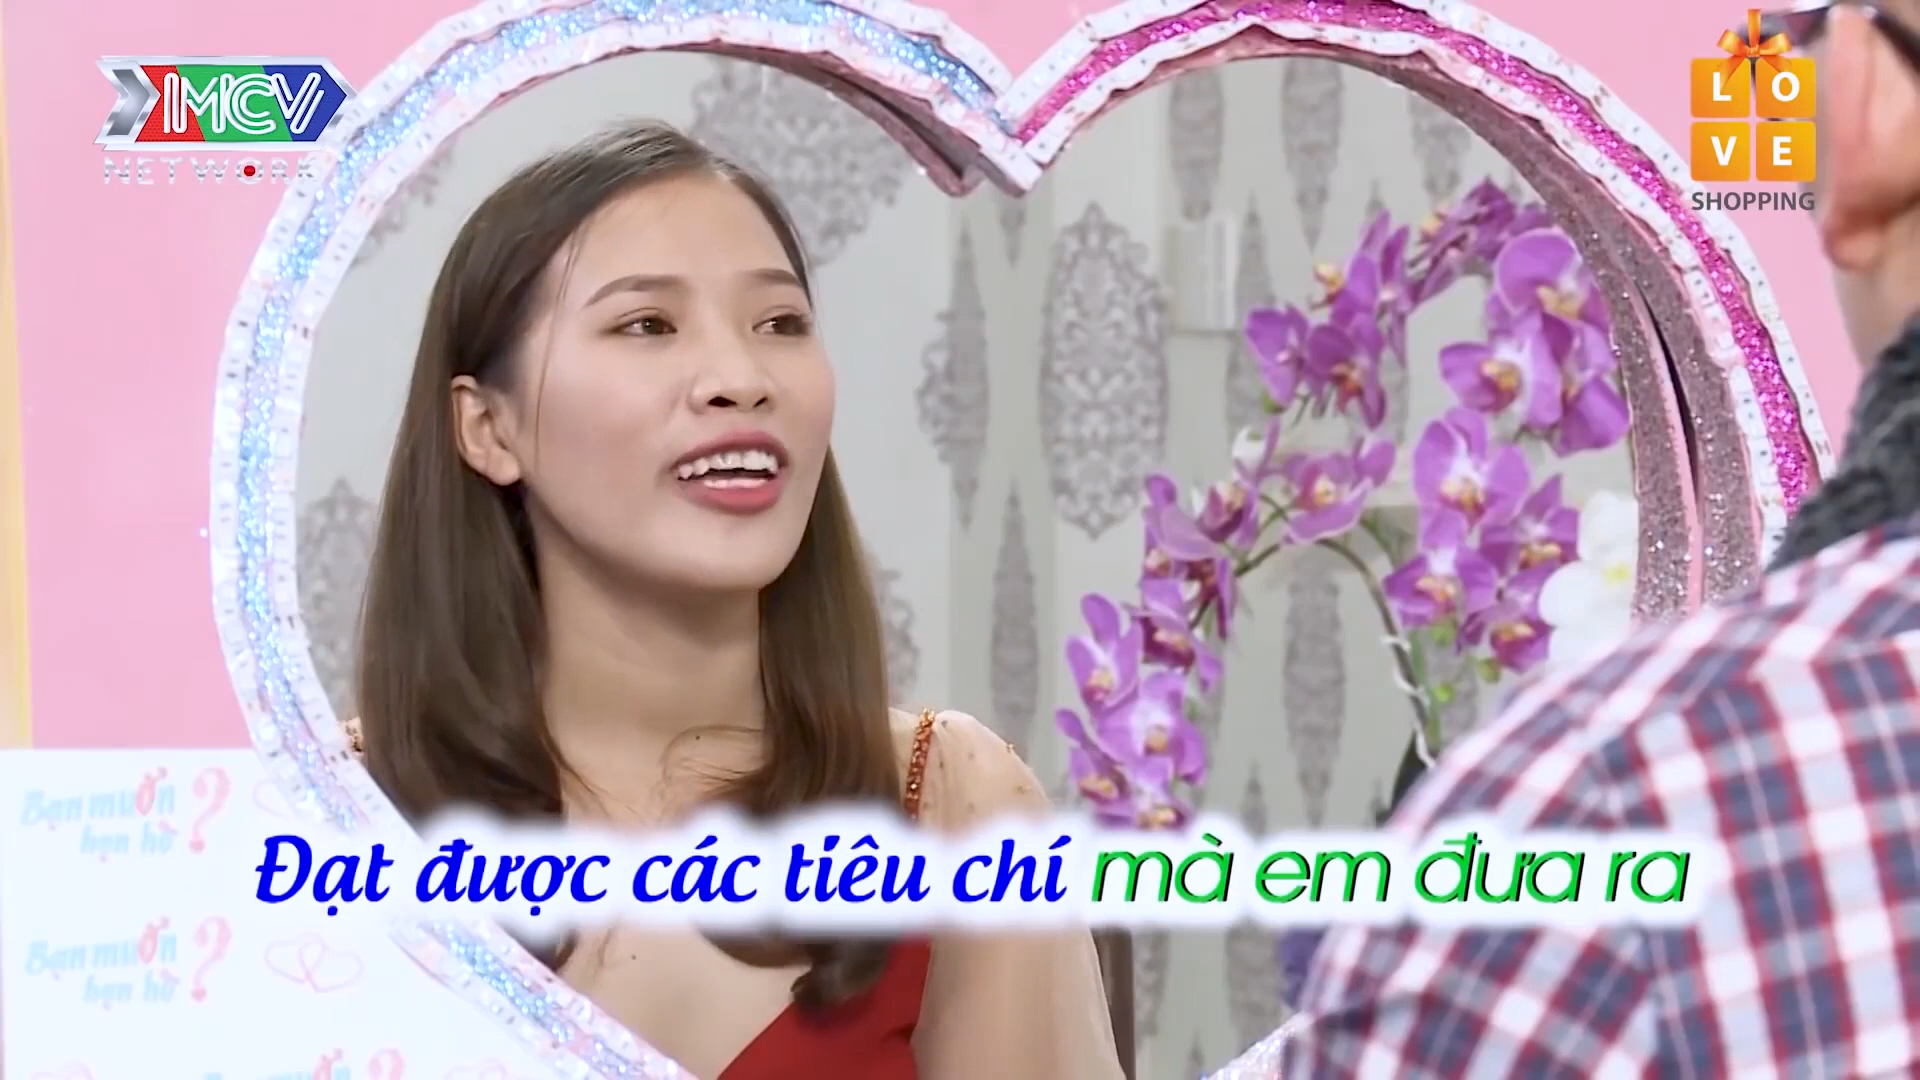 MCV
NETWORK
L O
V E
SHOPPING
Bạn muốn
hẹn hò ?
Đạt được các tiêu chí mà em đưa ra
Bạn muốn
hẹn hò ?